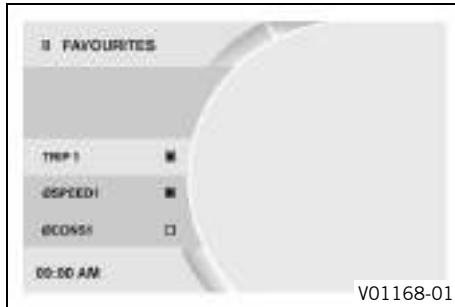 FAVOURITES
TRIP 1
ØSPEED1
ØCONS1
00:00 AM
V01168-01